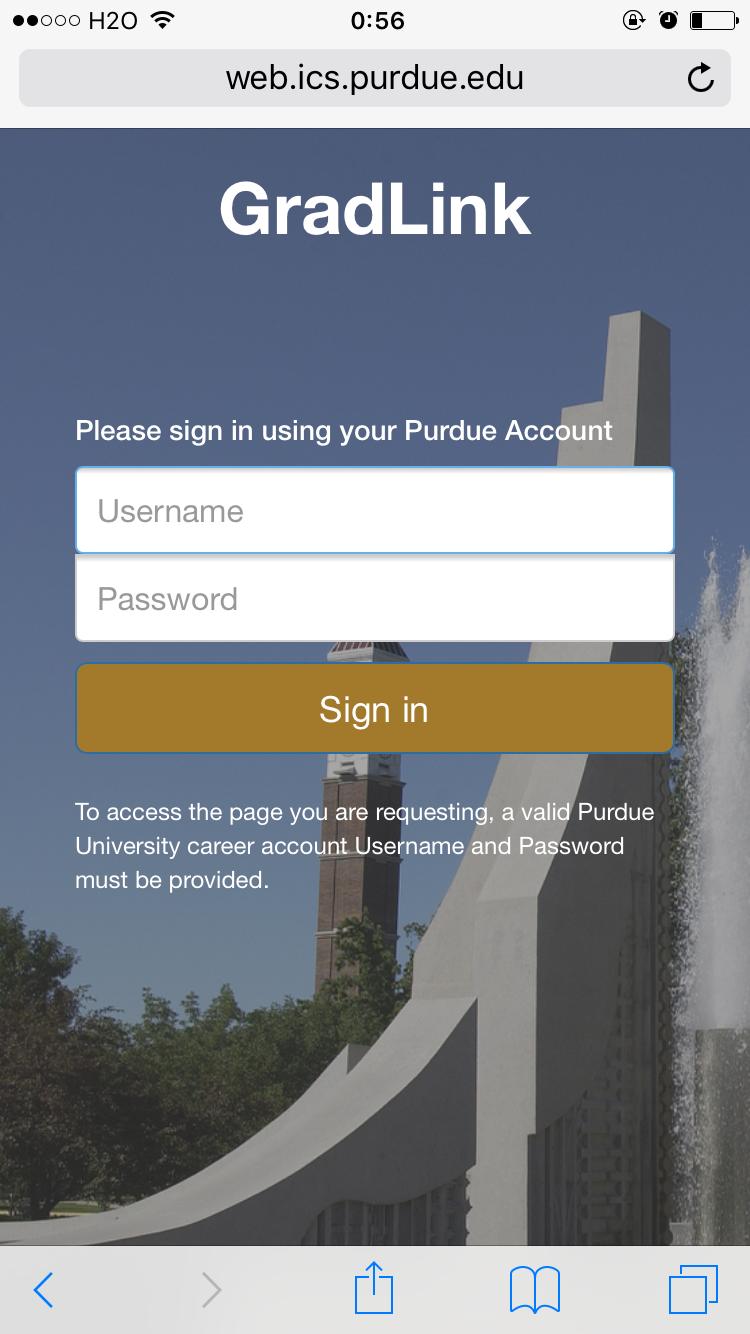 H2O 0:56
web.ics.purdue.edu
GradLink
Please sign in using your Purdue Account
Username
Password
Sign in
To access the page you are requesting, a valid Purdue
University career account Username and Password
must be provided.